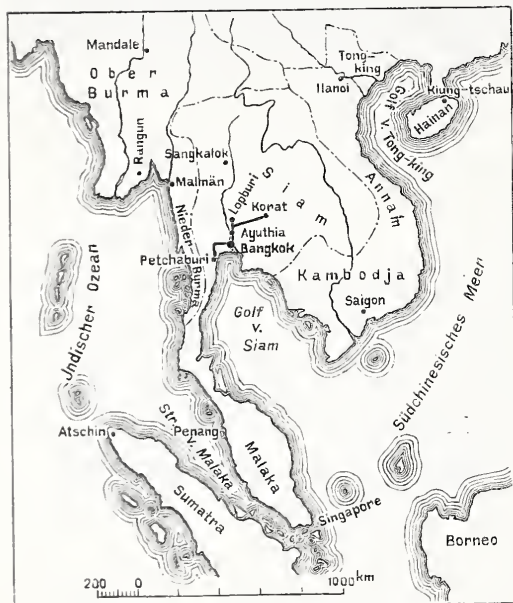 Mandale
Ober
Burma
Rangun
Malmän
Nieder
Burma
Tong-
king
Hanoi
Golf
v. Tong-king
Kiung-tschau
Hainan
Sangkalok
Lopburi
Siam
Korat
Ayuthia
Bangkok
Petchaburi
Annam
Kambodja
Saigon
Golf
v.
Siam
Indischer Ozean
Südchinesisches Meer
Atschin
Str.
v. Malaka
Penang
Malaka
Sumatra
Singapore
Borneo
200 0 1000 km